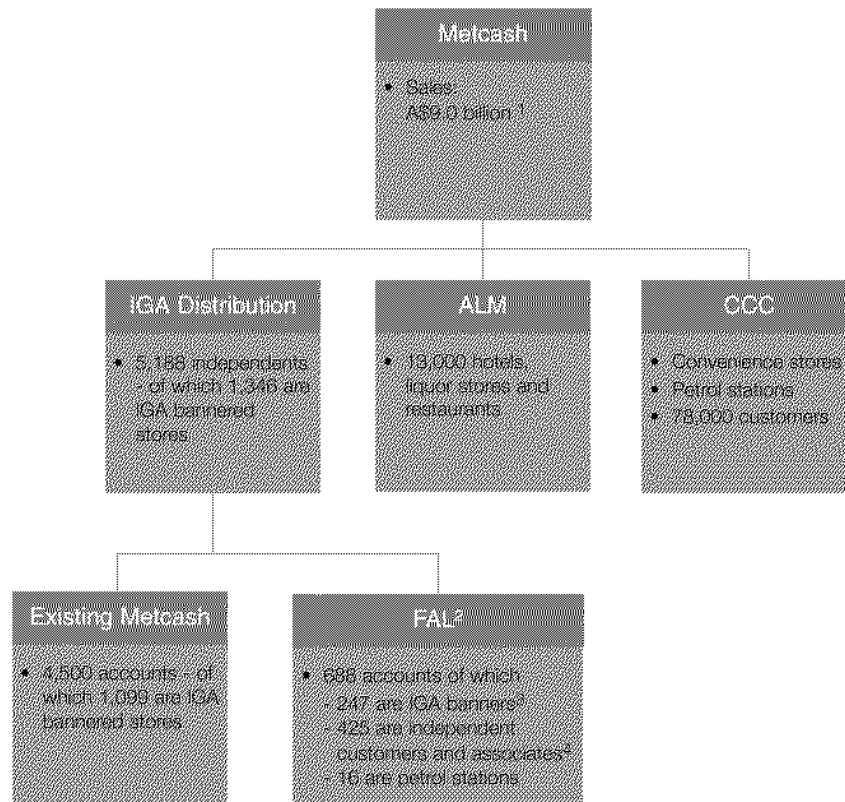 Metcash
• Sales:
A$9.0 billion ¹
IGA Distribution
• 5,188 independents
- of which 1,346 are
IGA bannered
stores
ALM
• 13,000 hotels,
liquor stores and
restaurants
CCC
• Convenience stores
• Petrol stations
• 78,000 customers
Existing Metcash
• 4,500 accounts - of
which 1,099 are IGA
bannered stores
FAL²
• 688 accounts of which
- 247 are IGA banners³
- 425 are independent
customers and associates⁴
- 16 are petrol stations